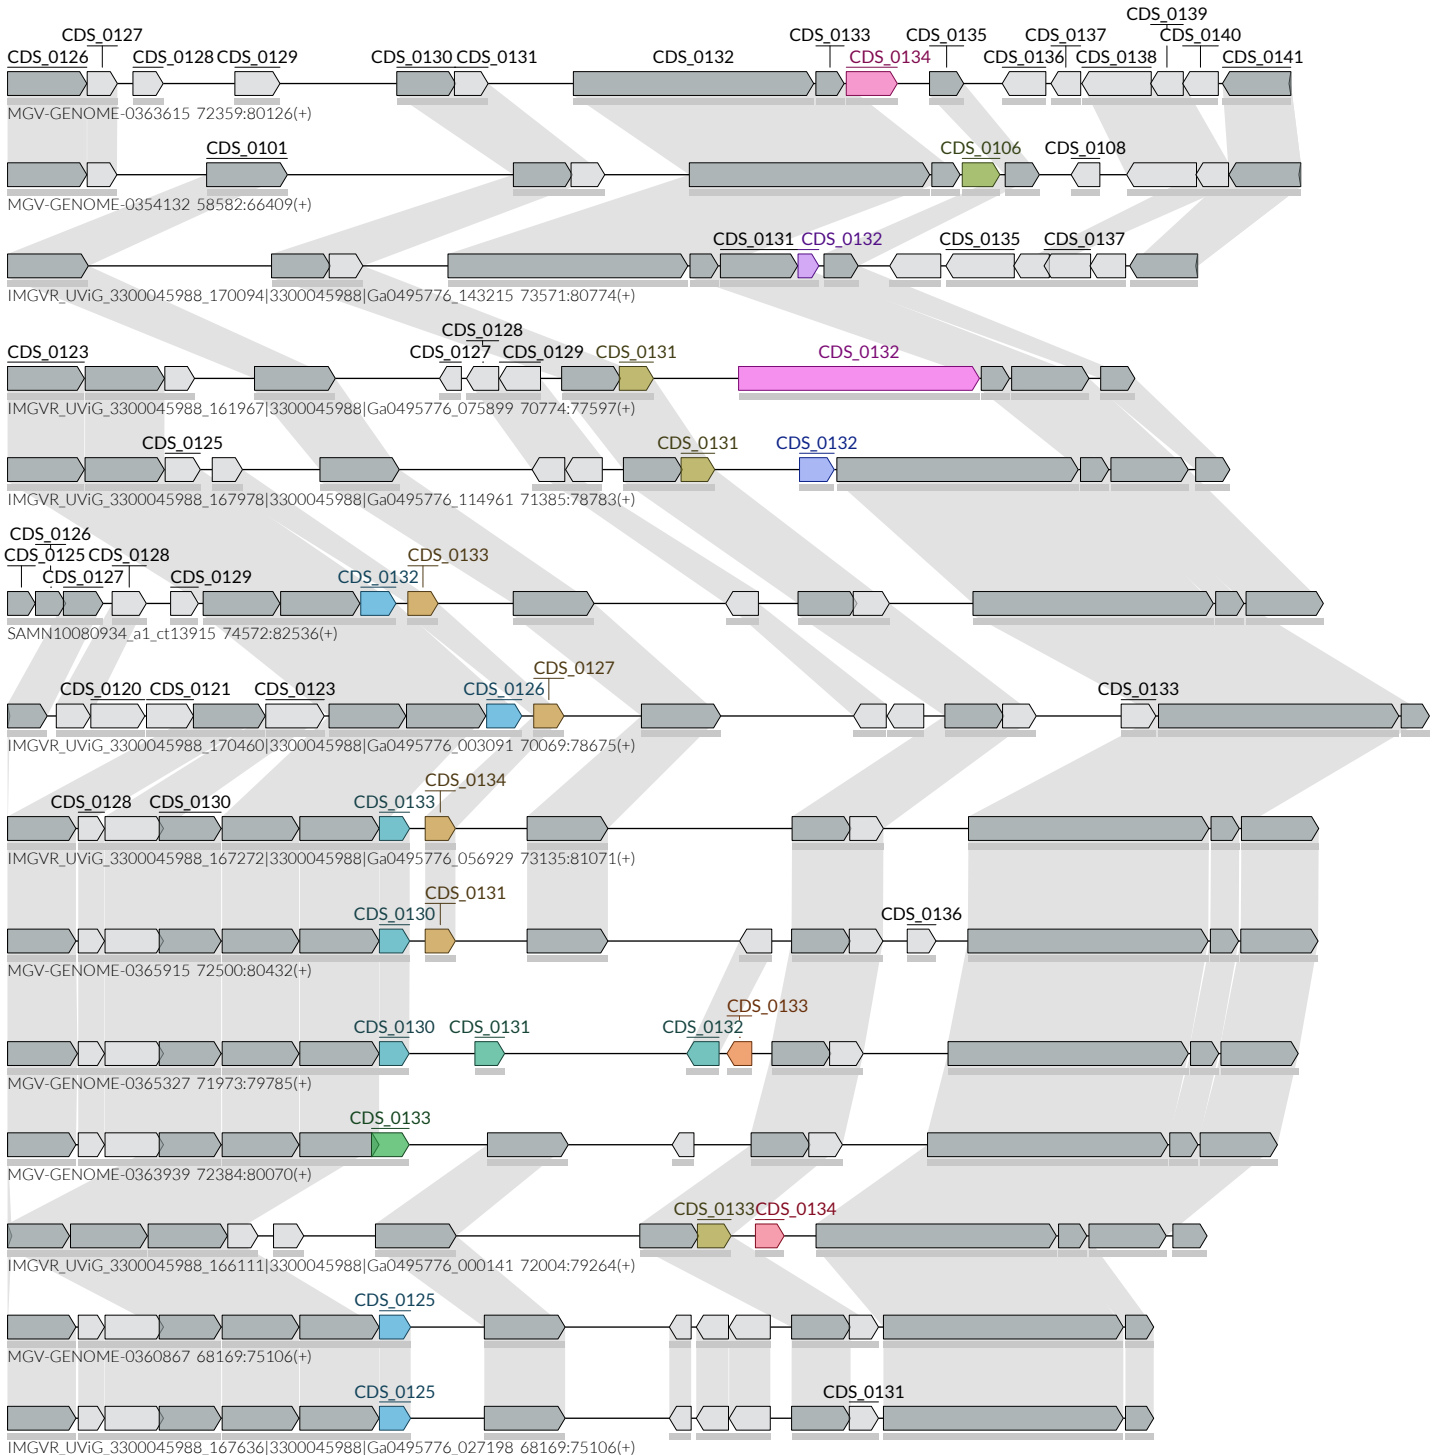 CDS_0139
CDS_0127 CDS_0133 CDS_0135 CDS_0137 CDS_0140
CDS_0126 CDS_0128 CDS_0129 CDS_0130 CDS_0131 CDS_0132 CDS_0134 CDS_0136 CDS_0138 CDS_0141
MGV-GENOME-0363615 72359:80126(+)
CDS_0101 CDS_0106 CDS_0108
MGV-GENOME-0354132 58582:66409(+)
CDS_0131 CDS_0132 CDS_0135 CDS_0137
IMGVR_UViG_3300045988_170094|3300045988|Ga0495776_143215 73571:80774(+)
CDS_0128
CDS_0123 CDS_0127 CDS_0129 CDS_0131 CDS_0132
IMGVR_UViG_3300045988_161967|3300045988|Ga0495776_075899 70774:77597(+)
CDS_0125 CDS_0131 CDS_0132
IMGVR_UViG_3300045988_167978|3300045988|Ga0495776_114961 71385:78783(+)
CDS_0126
CDS_0125 CDS_0128 CDS_0133
CDS_0127 CDS_0129 CDS_0132
SAMN10080934_a1_ct13915 74572:82536(+)
CDS_0127
CDS_0120 CDS_0121 CDS_0123 CDS_0126 CDS_0133
IMGVR_UViG_3300045988_170460|3300045988|Ga0495776_003091 70069:78675(+)
CDS_0134
CDS_0128 CDS_0130 CDS_0133
IMGVR_UViG_3300045988_167272|3300045988|Ga0495776_056929 73135:81071(+)
CDS_0131
CDS_0130 CDS_0136
MGV-GENOME-0365915 72500:80432(+)
CDS_0133
CDS_0130 CDS_0131 CDS_0132
MGV-GENOME-0365327 71973:79785(+)
CDS_0133
MGV-GENOME-0363939 72384:80070(+)
CDS_0133 CDS_0134
IMGVR_UViG_3300045988_166111|3300045988|Ga0495776_000141 72004:79264(+)
CDS_0125
MGV-GENOME-0360867 68169:75106(+)
CDS_0125 CDS_0131
IMGVR_UViG_3300045988_167636|3300045988|Ga0495776_027198 68169:75106(+)